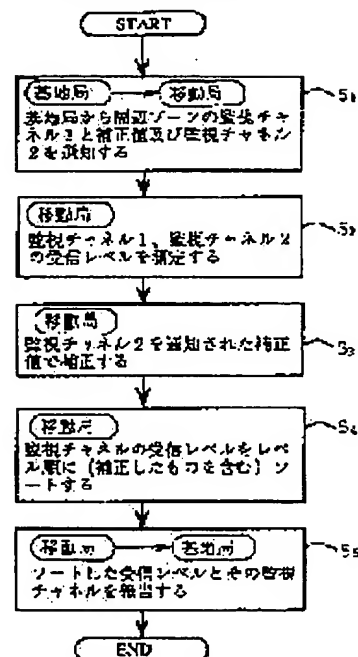 START
基地局 移動局
基地局から周辺ゾーンの監視チャ
ネル1と補正値及び監視チャネル
2を通知する
S1
移動局
監視チャネル1、監視チャネル2
の受信レベルを測定する
S2
移動局
監視チャネル2を通知された補正
値で補正する
S3
移動局
監視チャネルの受信レベルをレベ
ル順に(補正したものを含む)ソ
ートする
S4
移動局 基地局
ソートした受信レベルとその監視
チャネルを報告する
S5
END